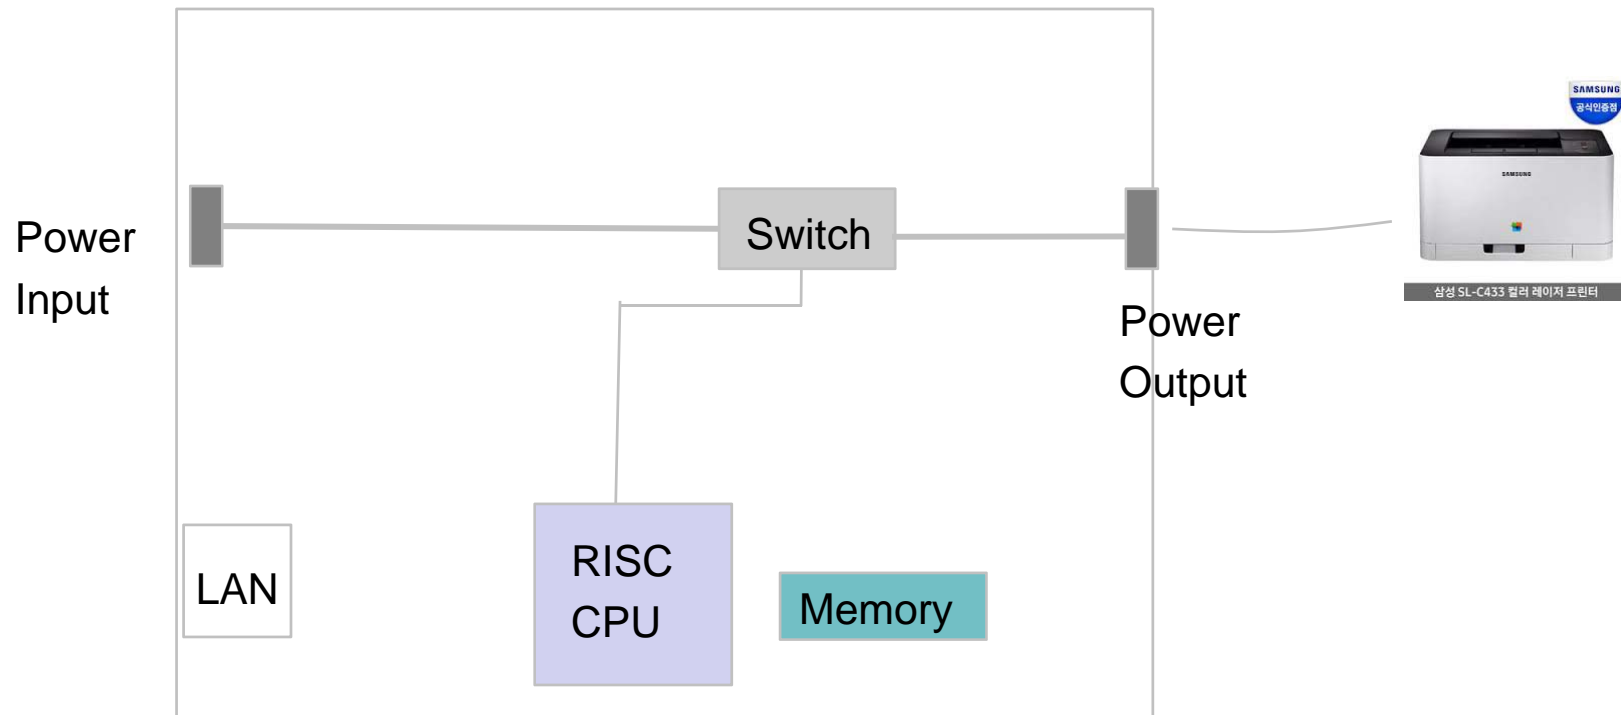 SAMSUNG
공식인증점
SAMSUNG
삼성 SL-C433 컬러 레이저 프린터
Power
Input
Switch
Power
Output
LAN
RISC
CPU
Memory